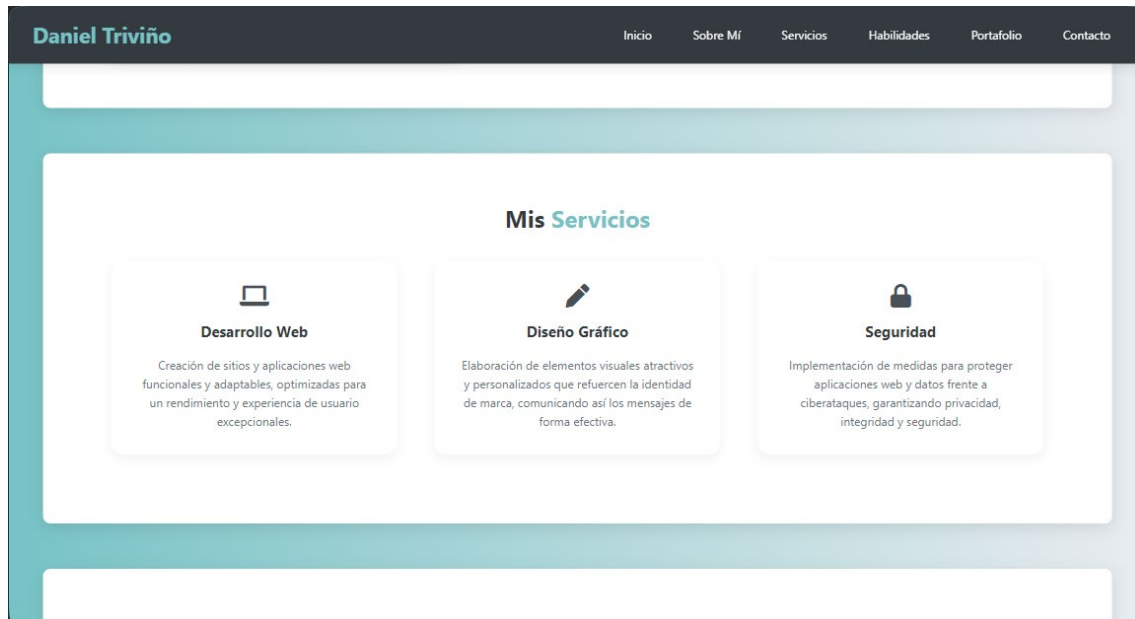 Daniel Triviño
Inicio
Sobre Mí
Servicios
Habilidades
Portafolio
Contacto
Mis Servicios
Desarrollo Web
Creación de sitios y aplicaciones web
funcionales y adaptables, optimizadas para
un rendimiento y experiencia de usuario
excepcionales.
Diseño Gráfico
Elaboración de elementos visuales atractivos
y personalizados que refuercen la identidad
de marca, comunicando así los mensajes de
forma efectiva.
Seguridad
Implementación de medidas para proteger
aplicaciones web y datos frente a
ciberataques, garantizando privacidad,
integridad y seguridad.